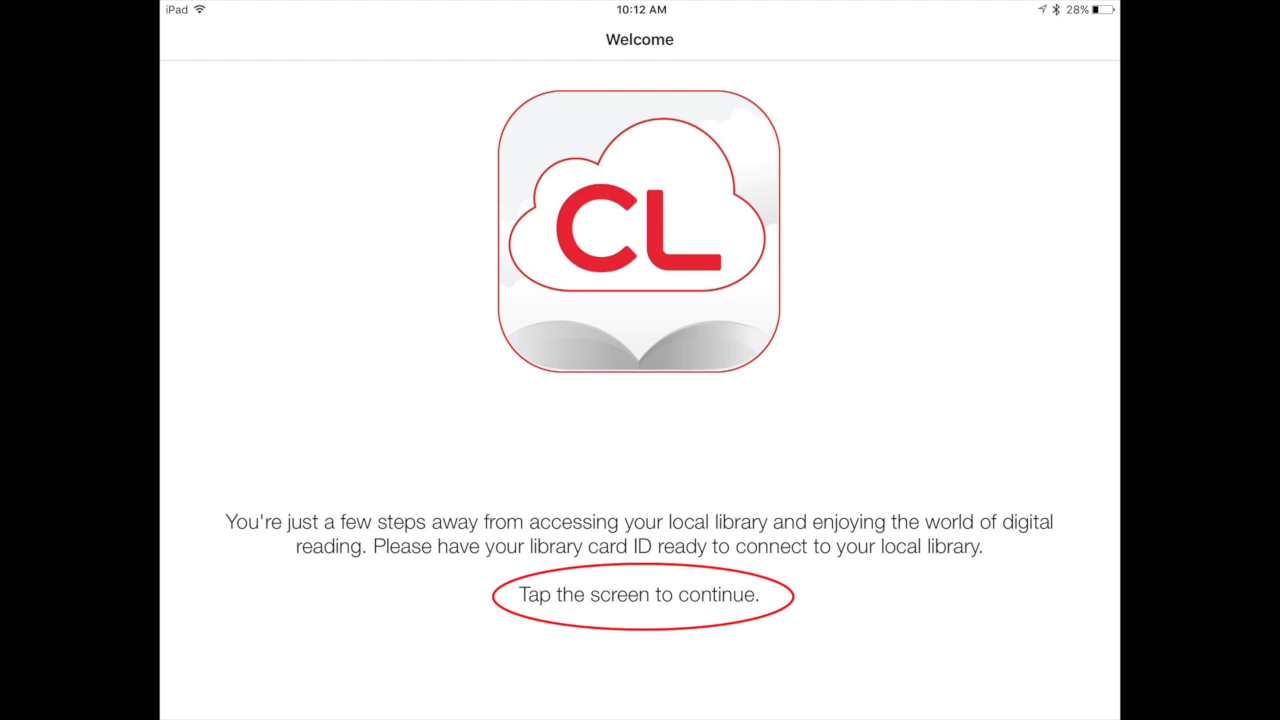 iPad 10:12 AM 28%
Welcome
CL
You're just a few steps away from accessing your local library and enjoying the world of digital
reading. Please have your library card ID ready to connect to your local library.
Tap the screen to continue.